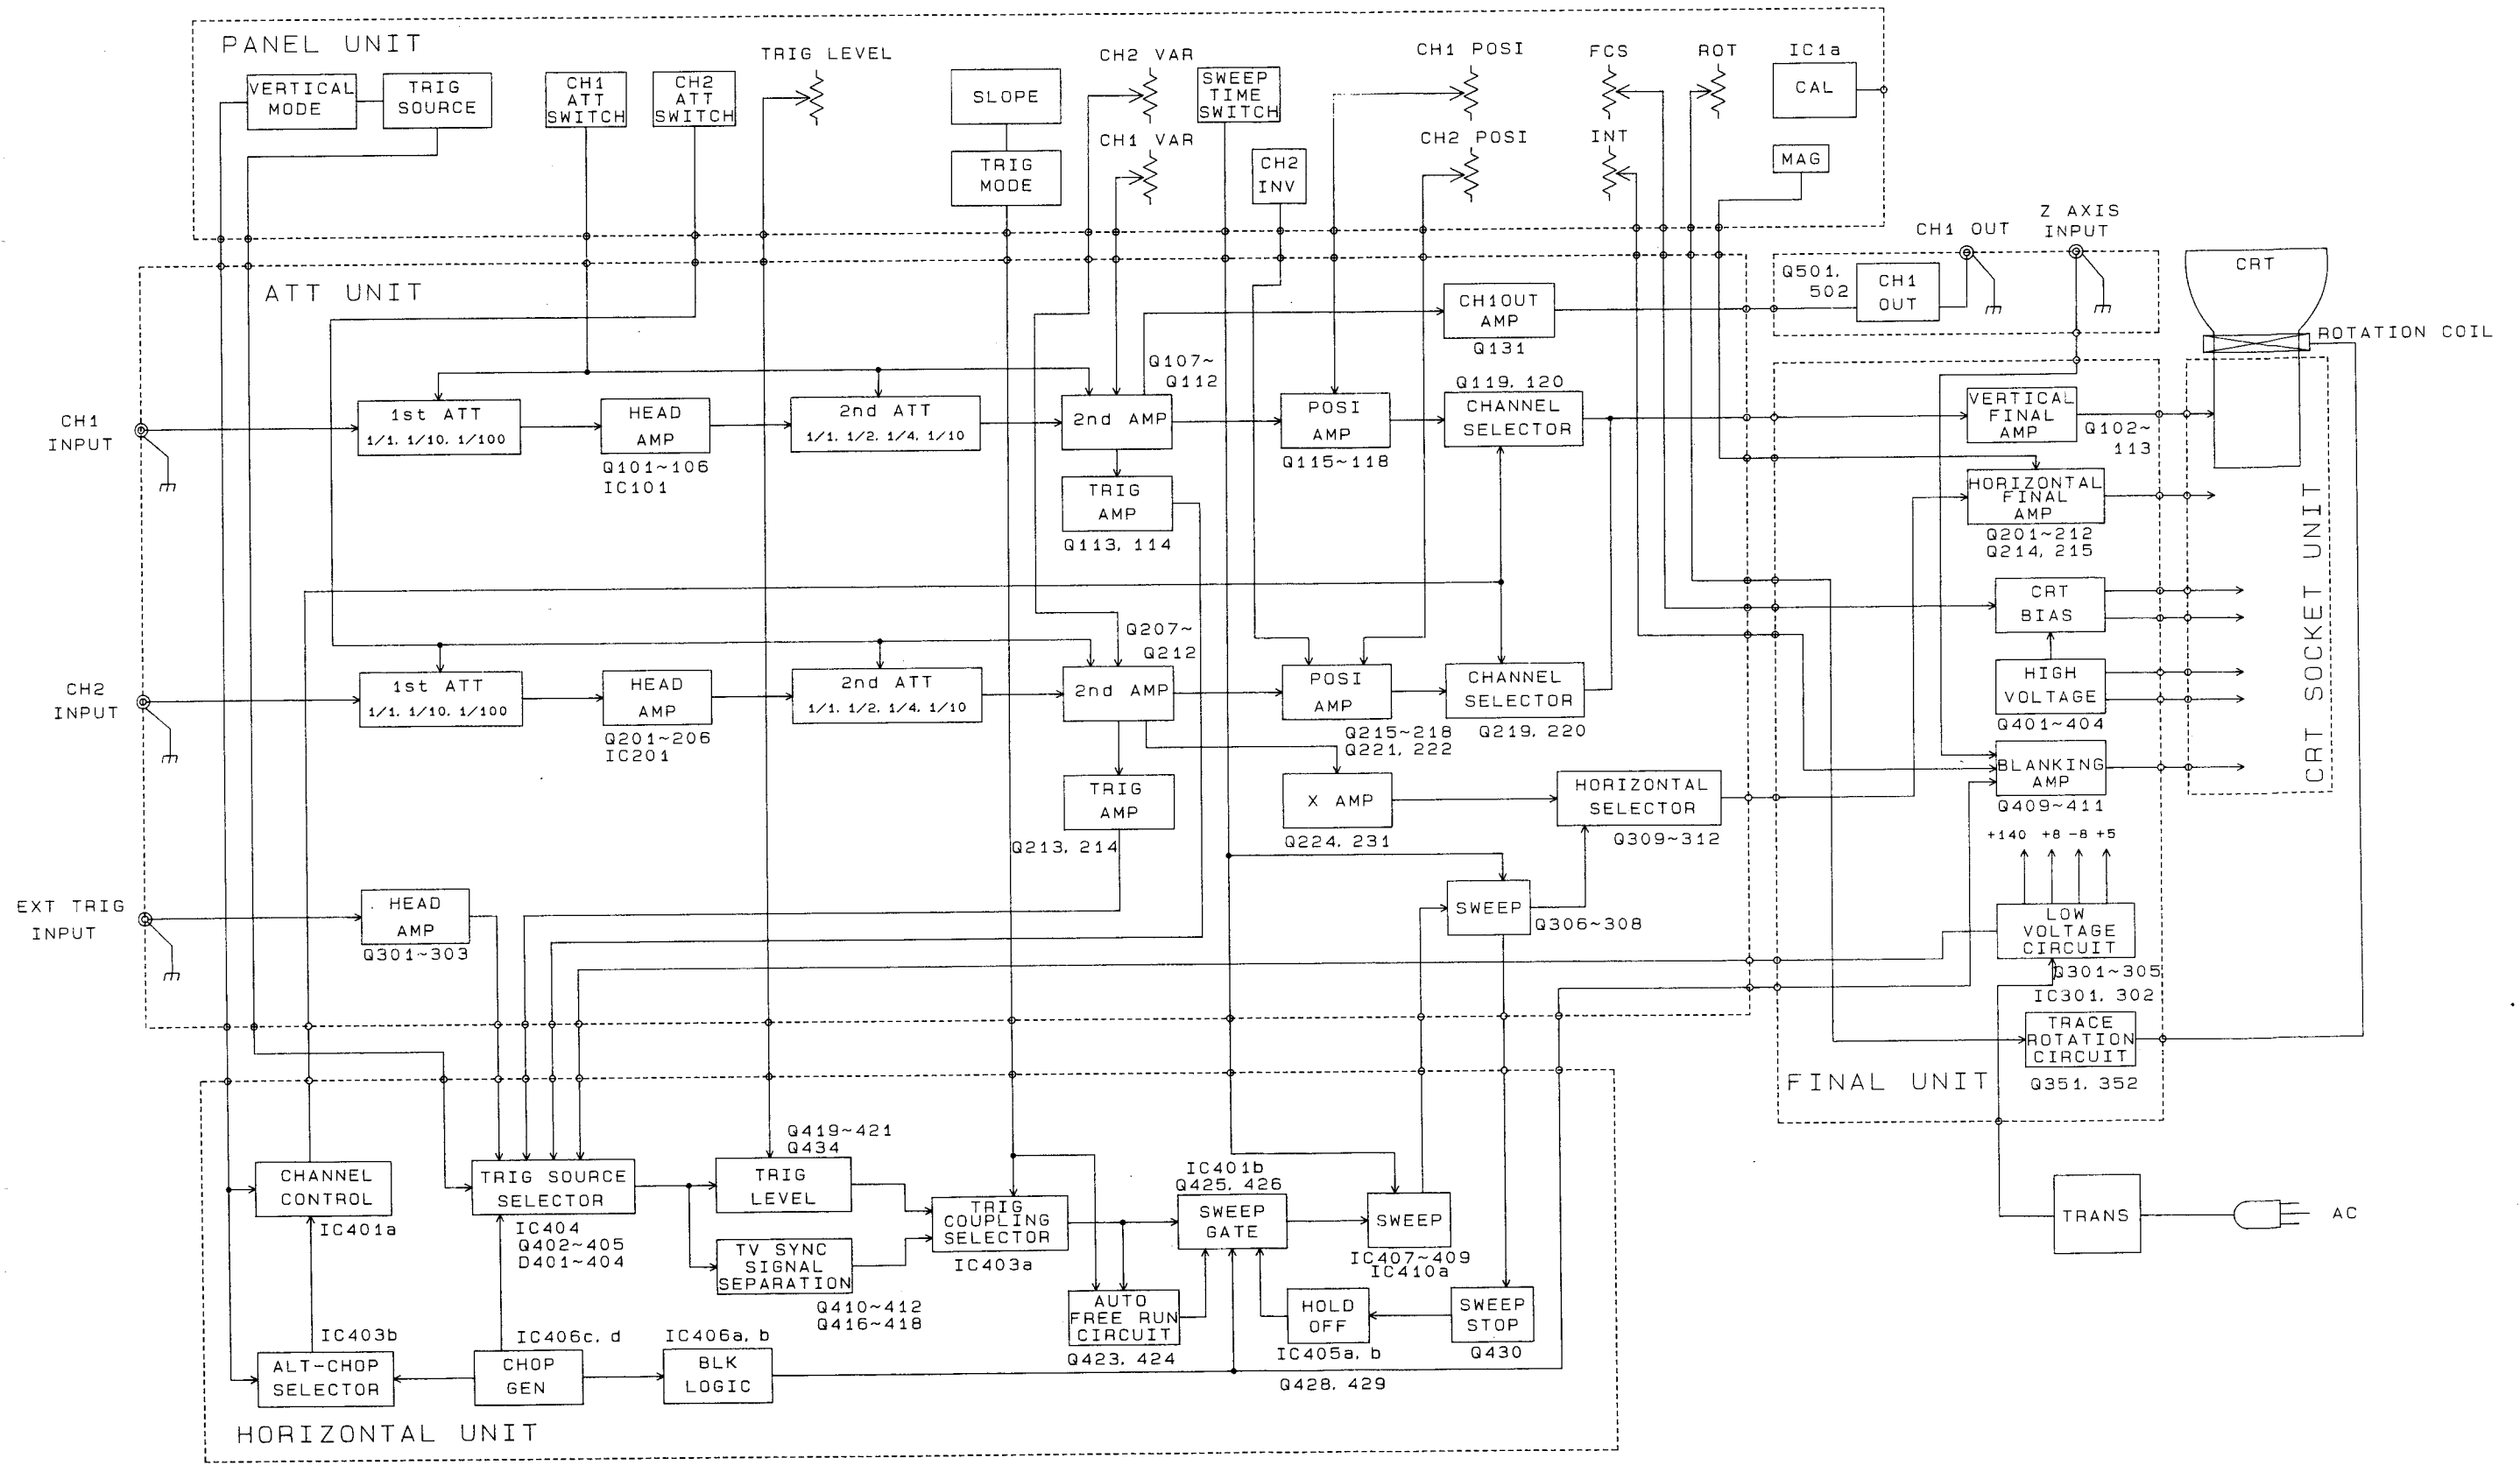 PANEL UNIT
VERTICAL
MODE
TRIG
SOURCE
CH1
ATT
SWITCH
CH2
ATT
SWITCH
TRIG LEVEL
SLOPE
TRIG
MODE
CH2 VAR
CH1 VAR
SWEEP
TIME
SWITCH
CH2
INV
CH1 POSI
CH2 POSI
FCS
INT
ROT
IC1a
CAL
MAG
ATT UNIT
CH1OUT
AMP
Q131
Q501,
502
CH1
OUT
CH1 OUT
Z AXIS
INPUT
CRT
ROTATION COIL
CH1
INPUT
1st ATT
1/1, 1/10, 1/100
HEAD
AMP
Q101~106
IC101
2nd ATT
1/1, 1/2, 1/4, 1/10
Q107~
Q112
2nd AMP
TRIG
AMP
Q113, 114
POSI
AMP
Q115~118
Q119, 120
CHANNEL
SELECTOR
VERTICAL
FINAL
AMP
Q102~
113
HORIZONTAL
FINAL
AMP
Q201~212
Q214, 215
CRT
BIAS
HIGH
VOLTAGE
Q401~404
BLANKING
AMP
Q409~411
CRT SOCKET UNIT
CH2
INPUT
1st ATT
1/1, 1/10, 1/100
HEAD
AMP
Q201~206
IC201
2nd ATT
1/1, 1/2, 1/4, 1/10
Q207~
Q212
2nd AMP
TRIG
AMP
Q213, 214
POSI
AMP
Q215~218
Q221, 222
CHANNEL
SELECTOR
Q219, 220
X AMP
Q224, 231
HORIZONTAL
SELECTOR
Q309~312
SWEEP
Q306~308
EXT TRIG
INPUT
HEAD
AMP
Q301~303
+140 +8 -8 +5
LOW
VOLTAGE
CIRCUIT
Q301~305
IC301, 302
TRACE
ROTATION
CIRCUIT
Q351, 352
FINAL UNIT
TRANS
AC
CHANNEL
CONTROL
IC401a
TRIG SOURCE
SELECTOR
IC404
Q402~405
D401~404
Q419~421
Q434
TRIG
LEVEL
TV SYNC
SIGNAL
SEPARATION
Q410~412
Q416~418
TRIG
COUPLING
SELECTOR
IC403a
AUTO
FREE RUN
CIRCUIT
Q423, 424
IC401b
Q425, 426
SWEEP
GATE
SWEEP
IC407~409
IC410a
HOLD
OFF
IC405a, b
SWEEP
STOP
Q430
IC403b
ALT-CHOP
SELECTOR
IC406c, d
CHOP
GEN
IC406a, b
BLK
LOGIC
Q428, 429
HORIZONTAL UNIT